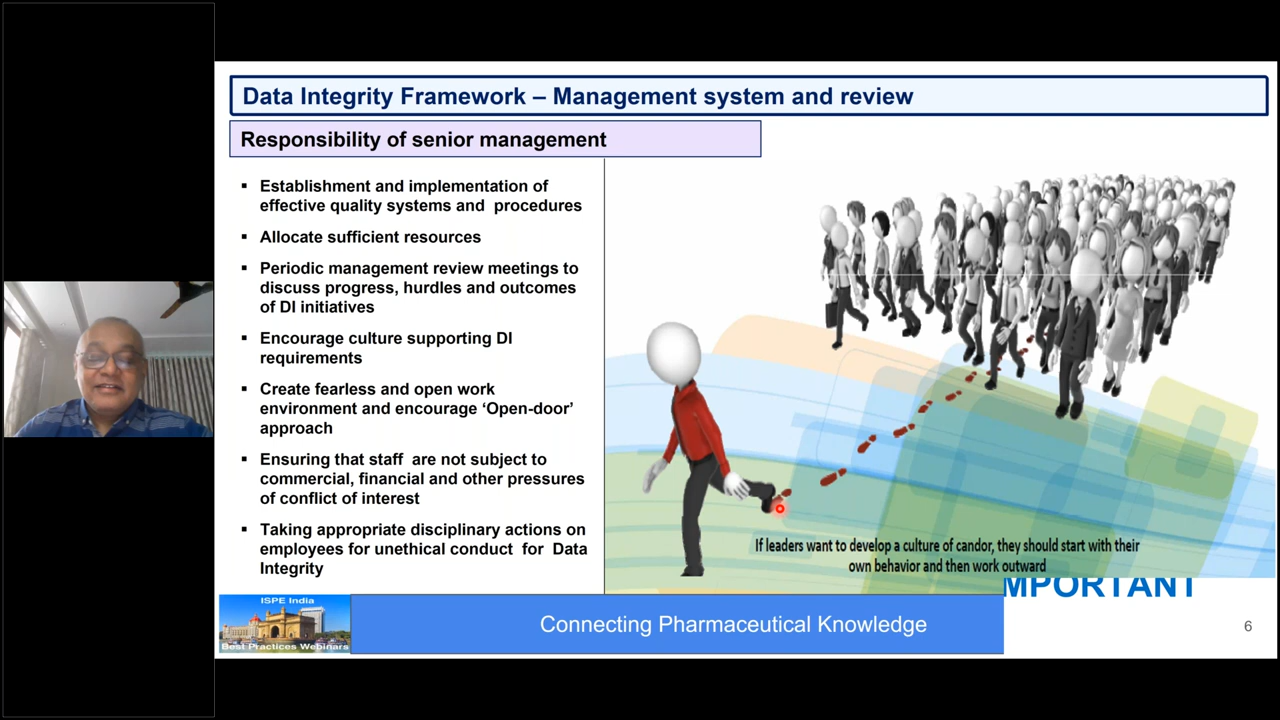 Data Integrity Framework – Management system and review
Responsibility of senior management
▪ Establishment and implementation of
effective quality systems and procedures
▪ Allocate sufficient resources
▪ Periodic management review meetings to
discuss progress, hurdles and outcomes
of DI initiatives
▪ Encourage culture supporting DI
requirements
▪ Create fearless and open work
environment and encourage ‘Open-door’
approach
▪ Ensuring that staff are not subject to
commercial, financial and other pressures
of conflict of interest
▪ Taking appropriate disciplinary actions on
employees for unethical conduct for Data
Integrity
If leaders want to develop a culture of candor, they should start with their
own behavior and then work outward
MPORTANT
ISPE India
Best Practices Webinars
Connecting Pharmaceutical Knowledge
6